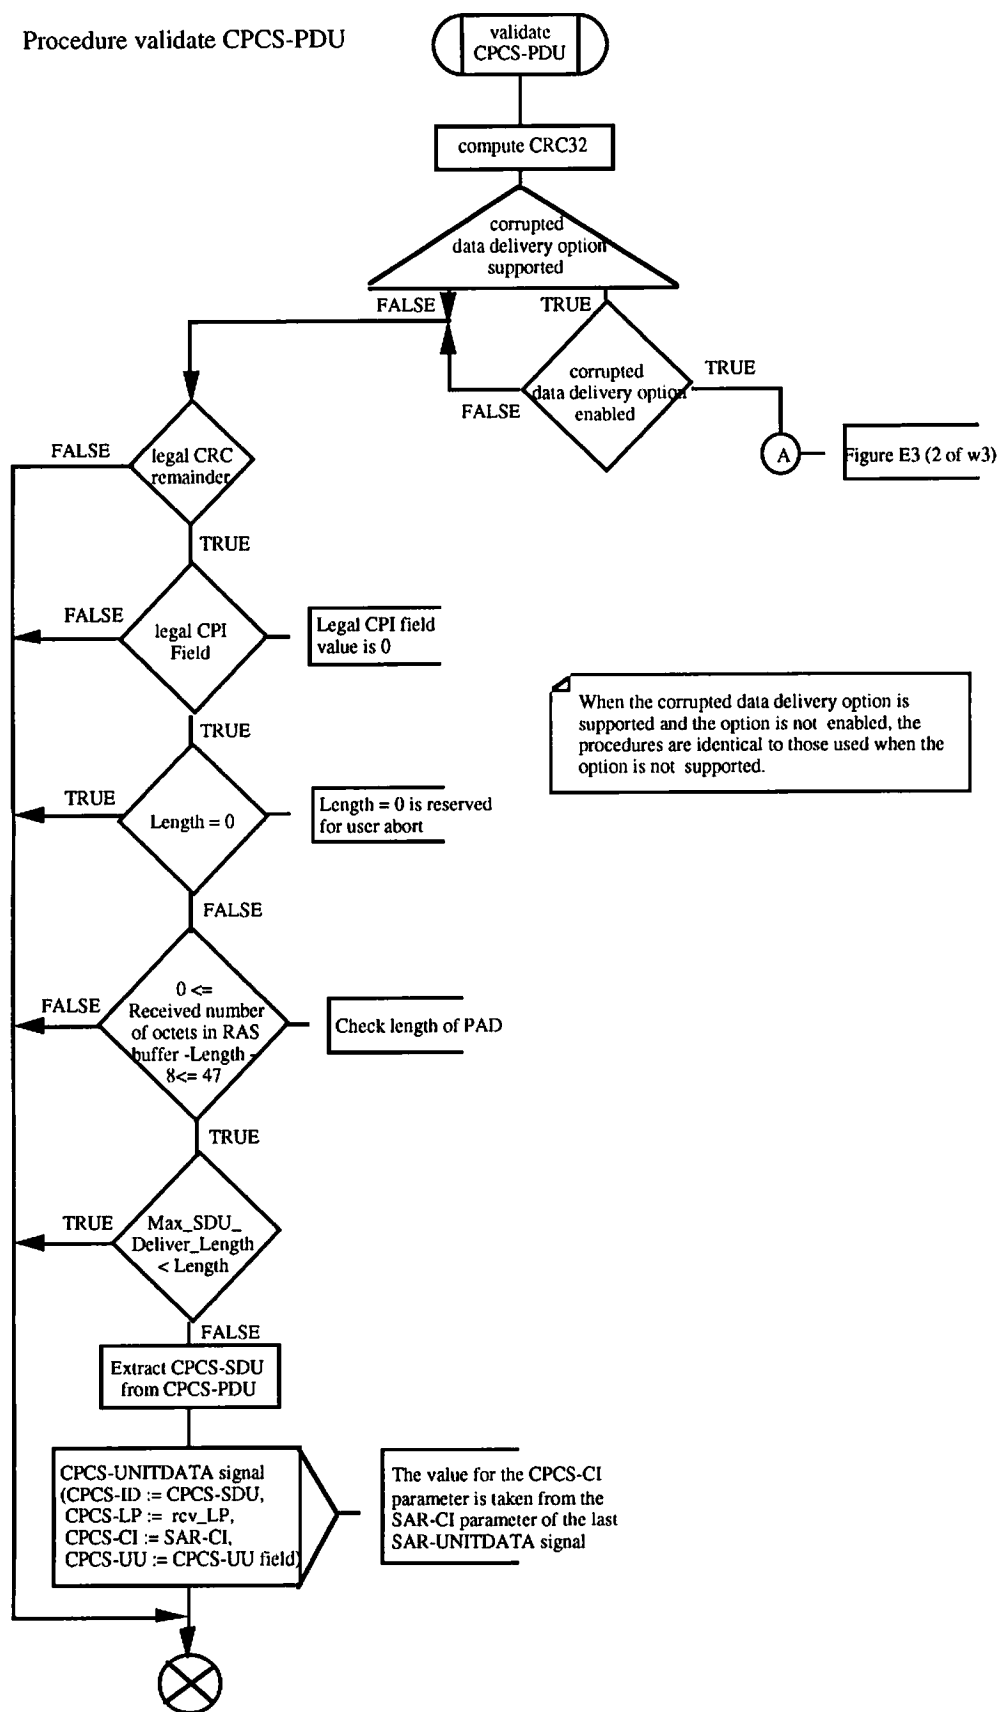 Procedure validate CPCS-PDU
validate
CPCS-PDU
compute CRC32
corrupted
data delivery option
supported
FALSE
TRUE
corrupted
data delivery option
enabled
TRUE
FALSE
A
Figure E3 (2 of w3)
FALSE
legal CRC
remainder
TRUE
FALSE
legal CPI
Field
Legal CPI field
value is 0
When the corrupted data delivery option is
supported and the option is not enabled, the
procedures are identical to those used when the
option is not supported.
TRUE
TRUE
Length = 0
Length = 0 is reserved
for user abort
FALSE
FALSE
0 <=
Received number
of octets in RAS
buffer -Length -
8<= 47
Check length of PAD
TRUE
TRUE
Max_SDU_
Deliver_Length
< Length
FALSE
Extract CPCS-SDU
from CPCS-PDU
CPCS-UNITDATA signal
(CPCS-ID := CPCS-SDU,
CPCS-LP := rcv_LP,
CPCS-CI := SAR-CI,
CPCS-UU := CPCS-UU field)
The value for the CPCS-CI
parameter is taken from the
SAR-CI parameter of the last
SAR-UNITDATA signal